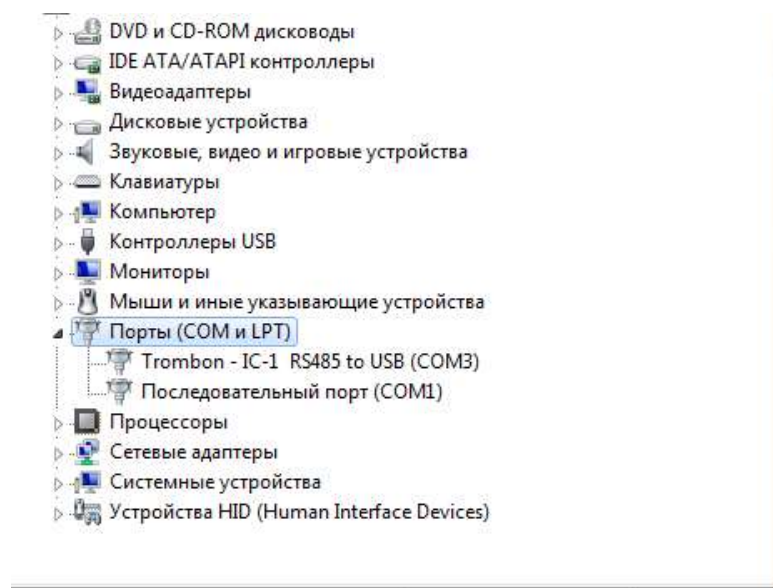 DVD и CD-ROM дисководы
IDE ATA/ATAPI контроллеры
Видеоадаптеры
Дисковые устройства
Звуковые, видео и игровые устройства
Клавиатуры
Компьютер
Контроллеры USB
Мониторы
Мыши и иные указывающие устройства
Порты (COM и LPT)
Trombon - IC-1 RS485 to USB (COM3)
Последовательный порт (COM1)
Процессоры
Сетевые адаптеры
Системные устройства
Устройства HID (Human Interface Devices)